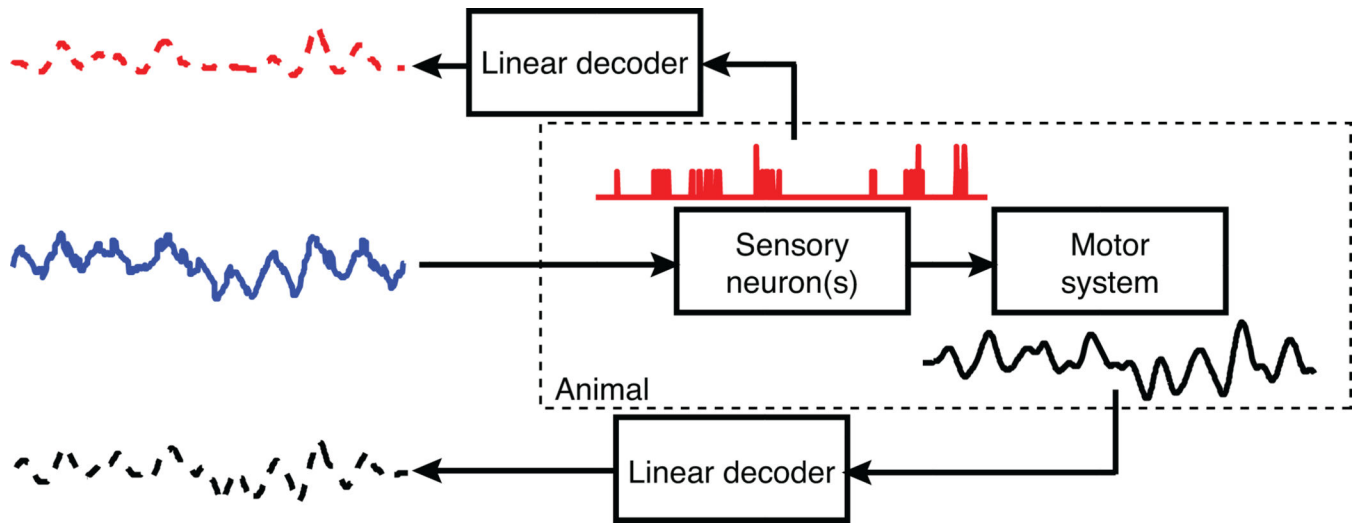 Linear decoder
Sensory
neuron(s)
Motor
system
Animal
Linear decoder